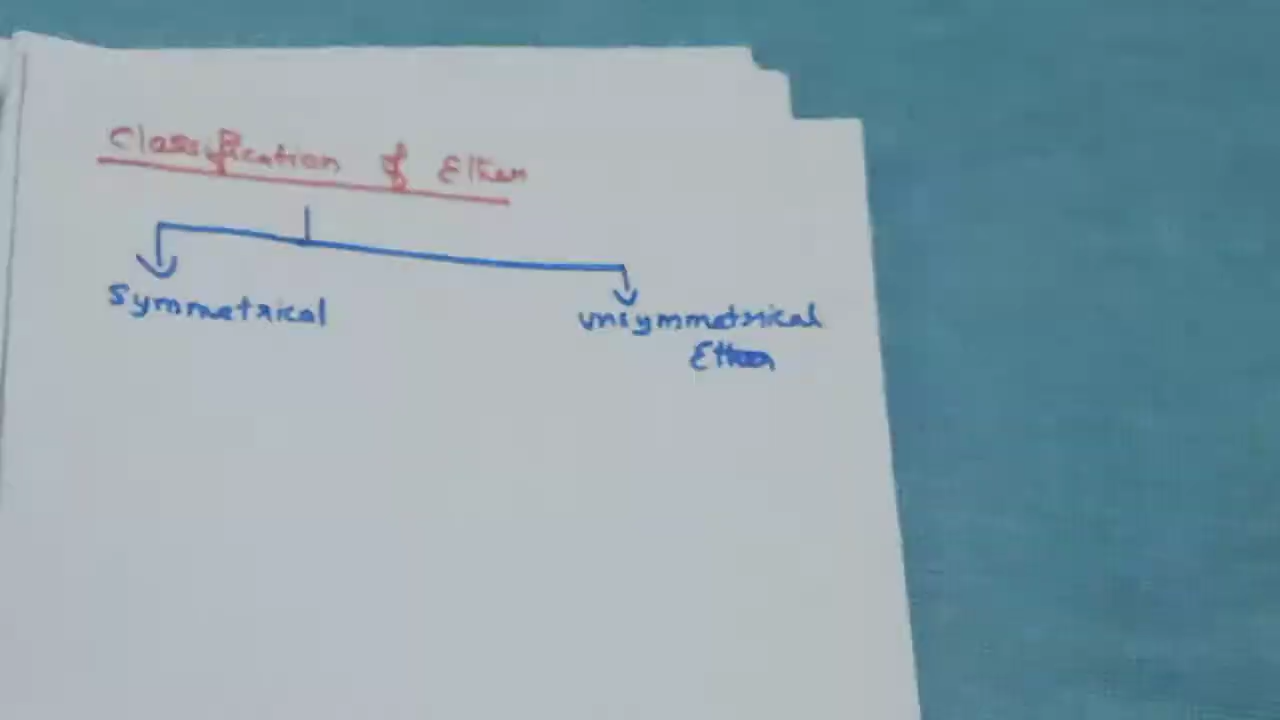 Classification of Ether
Symmetrical
unsymmetrical
Ether